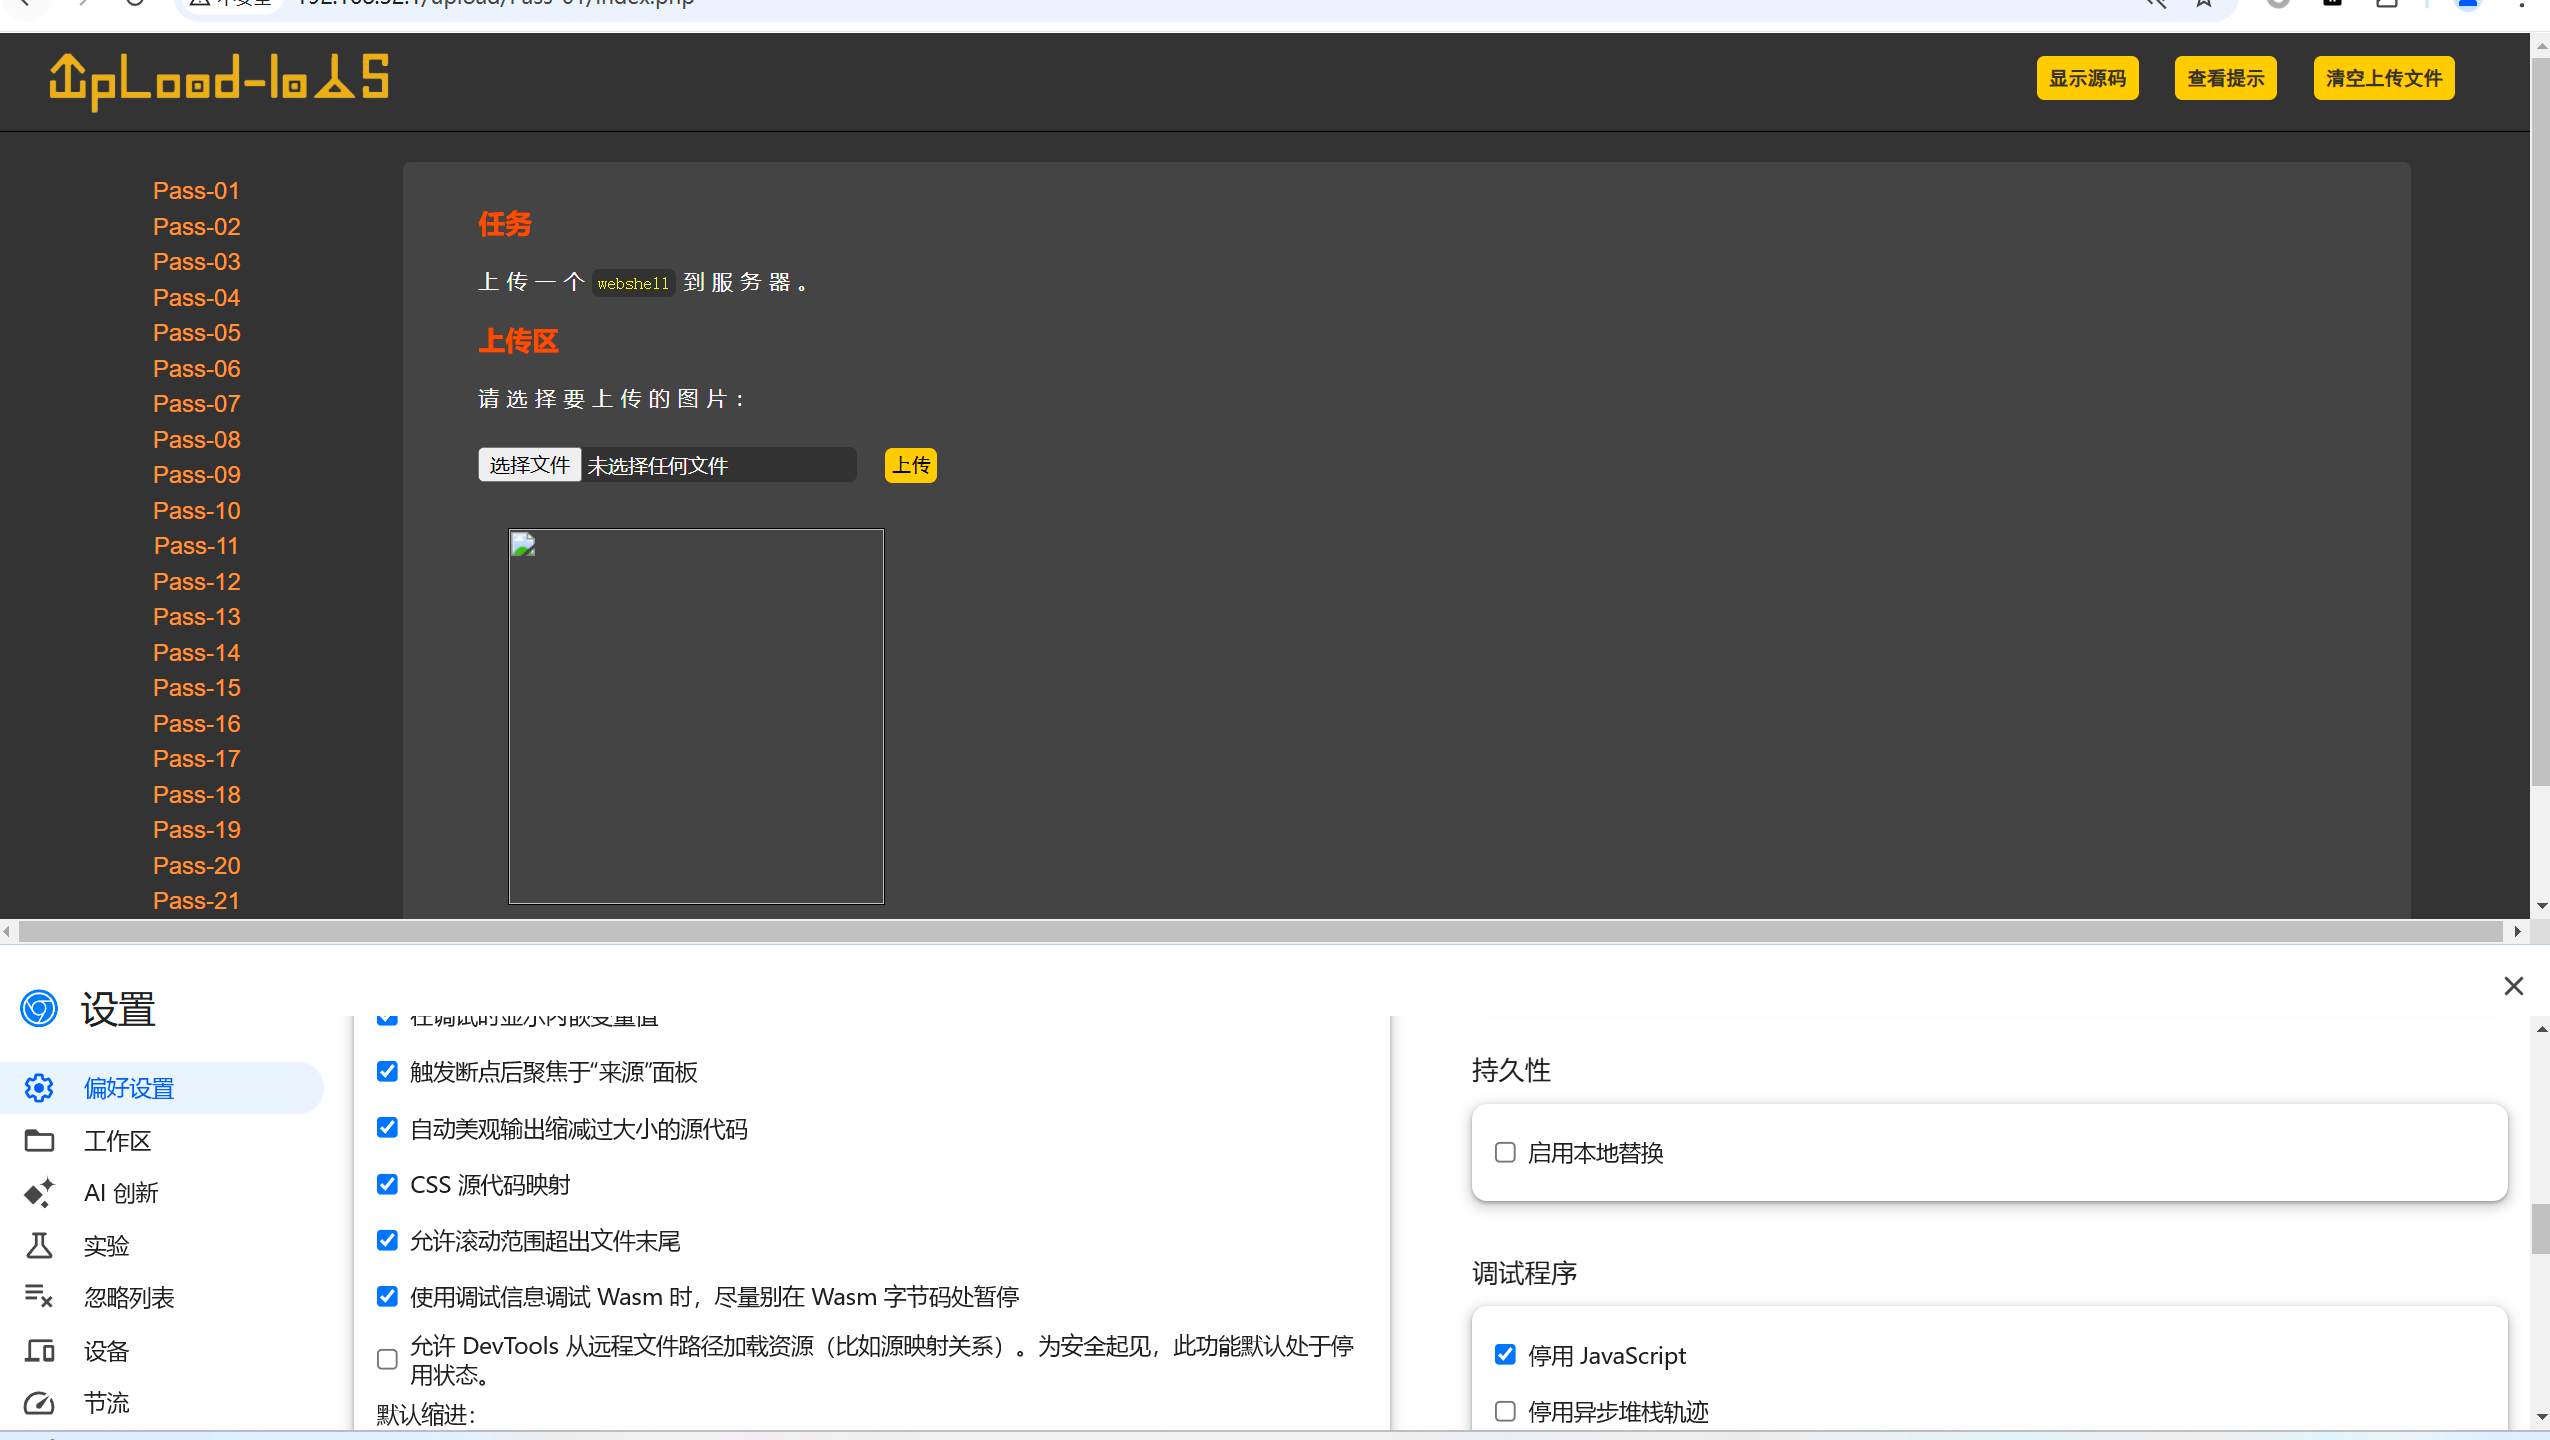 upLoad-labs
显示源码
查看提示
清空上传文件
Pass-01
Pass-02
Pass-03
Pass-04
Pass-05
Pass-06
Pass-07
Pass-08
Pass-09
Pass-10
Pass-11
Pass-12
Pass-13
Pass-14
Pass-15
Pass-16
Pass-17
Pass-18
Pass-19
Pass-20
Pass-21
任务
上传一个 webshell 到服务器。
上传区
请选择要上传的图片：
选择文件 未选择任何文件
上传
设置
偏好设置
工作区
AI 创新
实验
忽略列表
设备
节流
在调试时显示内嵌变量值
触发断点后聚焦于“来源”面板
自动美观输出缩减过大小的源代码
CSS 源代码映射
允许滚动范围超出文件末尾
使用调试信息调试 Wasm 时，尽量别在 Wasm 字节码处暂停
允许 DevTools 从远程文件路径加载资源（比如源映射关系）。为安全起见，此功能默认处于停
用状态。
默认缩进：
持久性
启用本地替换
调试程序
停用 JavaScript
停用异步堆栈轨迹